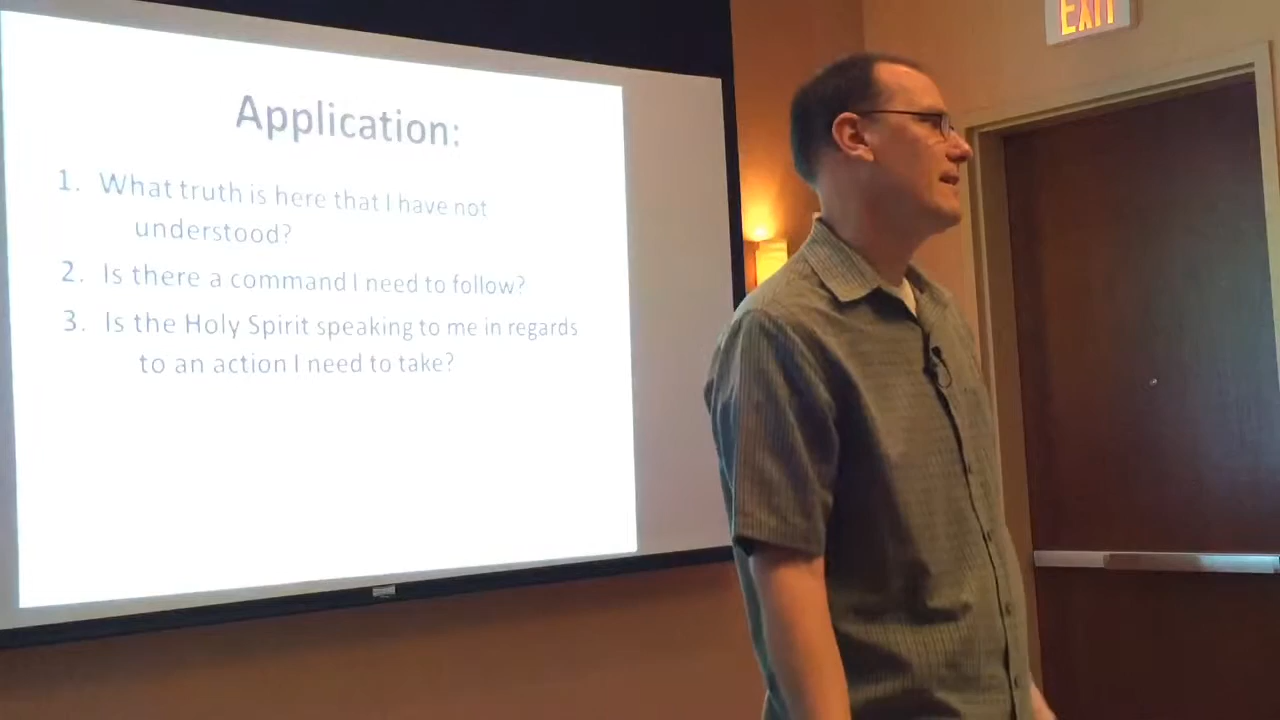 EXIT
Application:
1. What truth is here that I have not
understood?
2. Is there a command I need to follow?
3. Is the Holy Spirit speaking to me in regards
to an action I need to take?